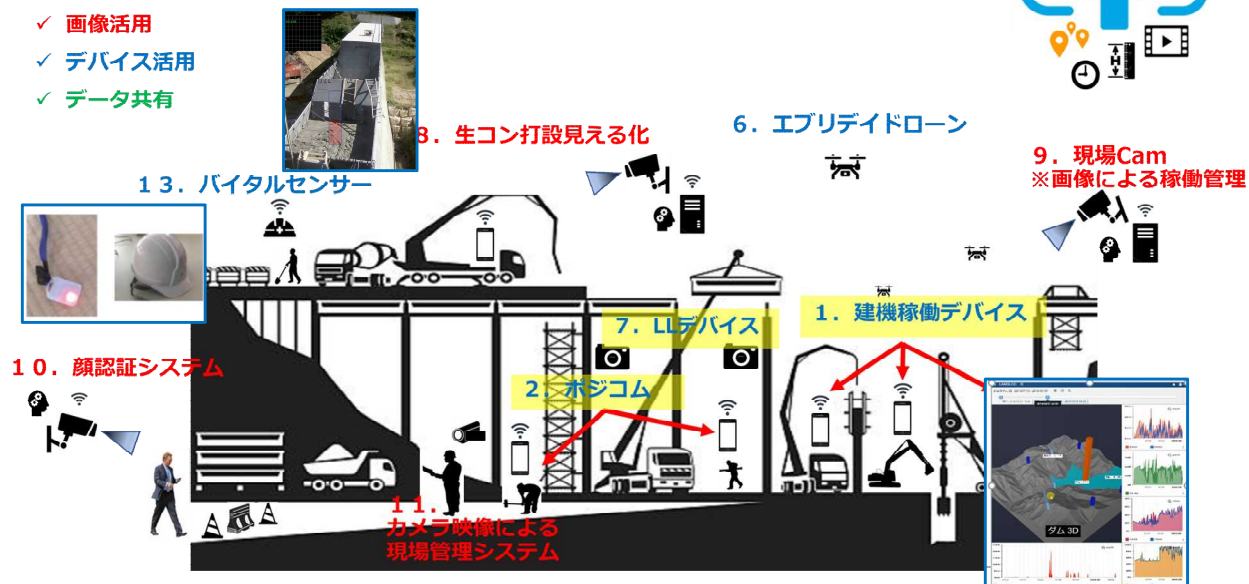 ✓ 画像活用
✓ デバイス活用
✓ データ共有
8．生コン打設見える化
6．エブリデイドローン
9．現場Cam
※画像による稼働管理
13．バイタルセンサー
H
7．LLデバイス
1．建機稼働デバイス
10．顔認証システム
2．ポジコム
11．
カメラ映像による
現場管理システム
ダム 3D